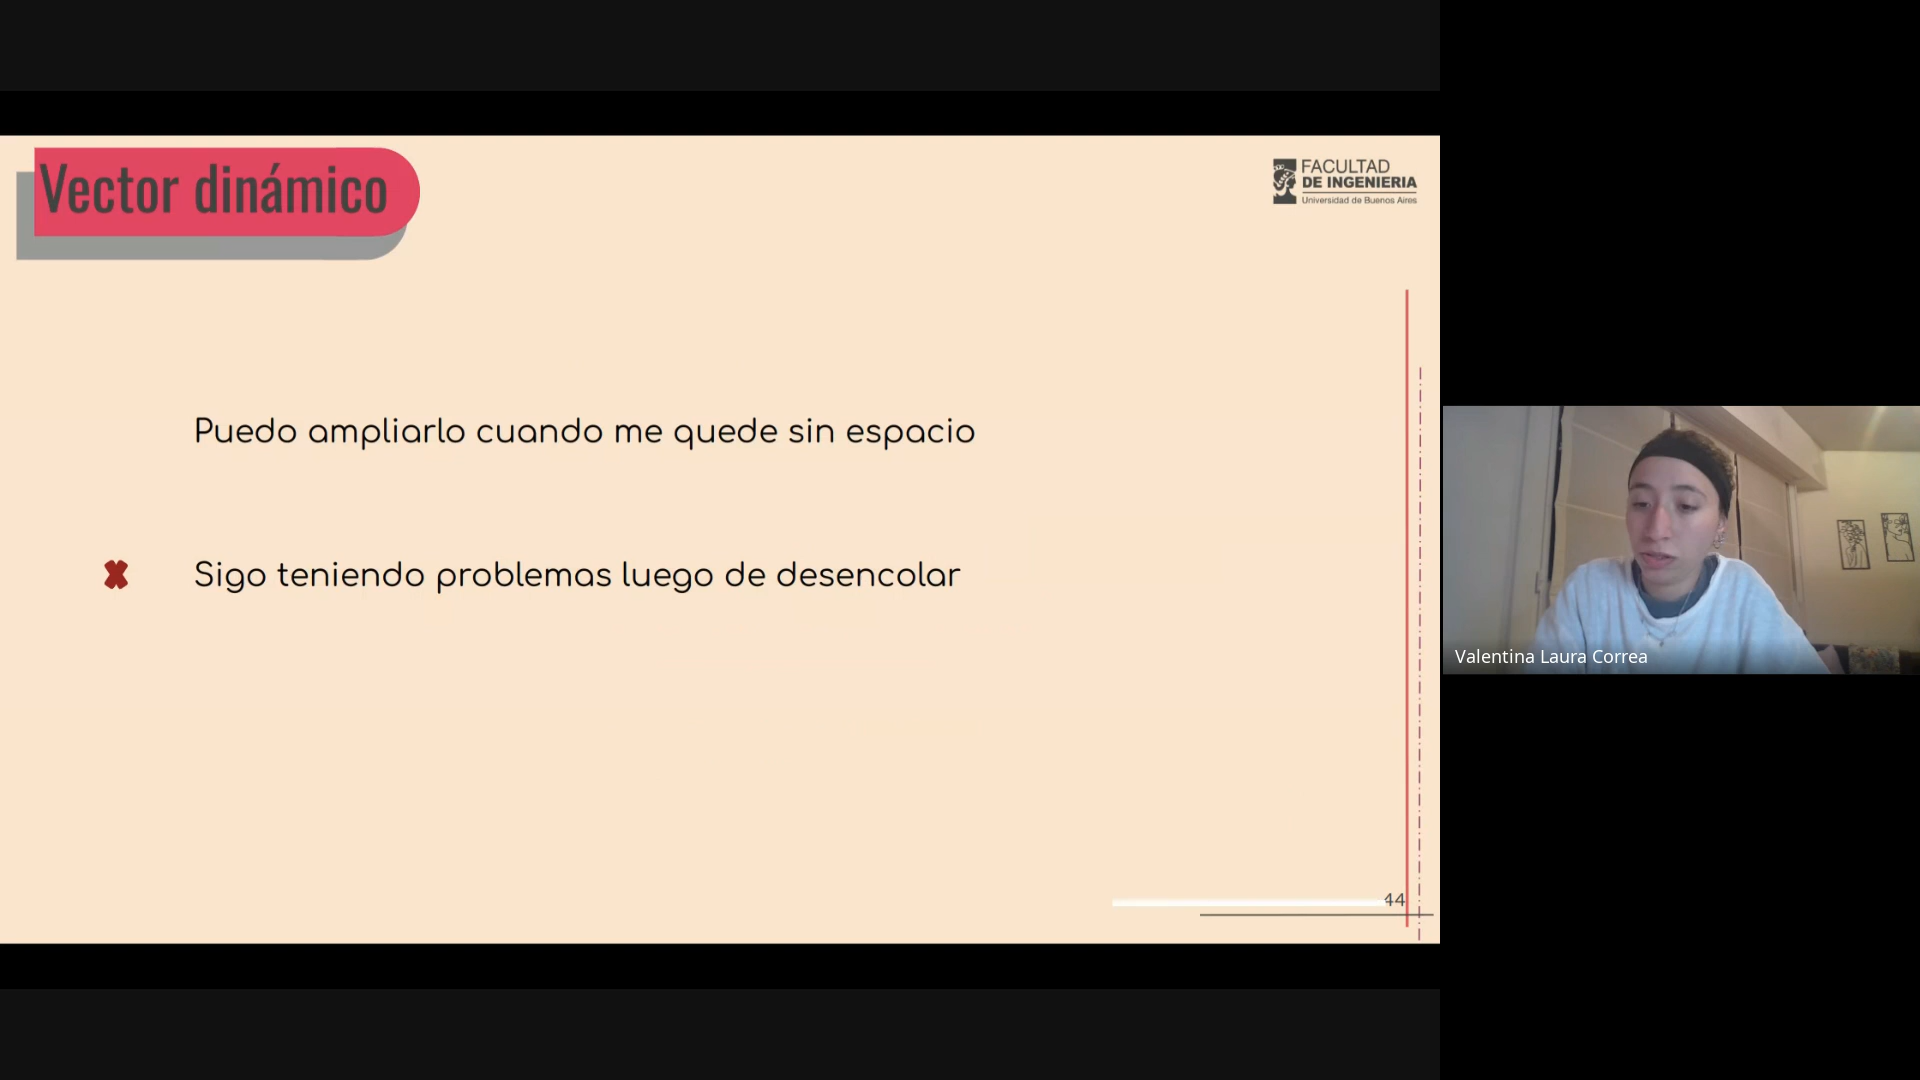 Vector dinámico
FACULTAD
DE INGENIERIA
Universidad de Buenos Aires
Puedo ampliarlo cuando me quede sin espacio
Sigo teniendo problemas luego de desencolar
44
Valentina Laura Correa